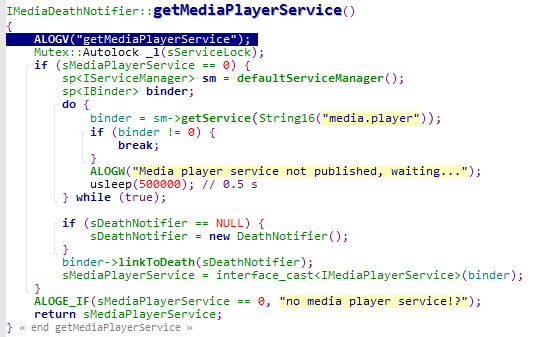 IMediaDeathNotifier::getMediaPlayerService()
{
    ALOGV("getMediaPlayerService");
    Mutex::Autolock _l(sServiceLock);
    if (sMediaPlayerService == 0) {
        sp<IServiceManager> sm = defaultServiceManager();
        sp<IBinder> binder;
        do {
            binder = sm->getService(String16("media.player"));
            if (binder != 0) {
                break;
            }
            ALOGW("Media player service not published, waiting...");
            usleep(500000); // 0.5 s
        } while (true);

        if (sDeathNotifier == NULL) {
            sDeathNotifier = new DeathNotifier();
        }
        binder->linkToDeath(sDeathNotifier);
        sMediaPlayerService = interface_cast<IMediaPlayerService>(binder);
    }
    ALOGE_IF(sMediaPlayerService == 0, "no media player service!?");
    return sMediaPlayerService;
} « end getMediaPlayerService »